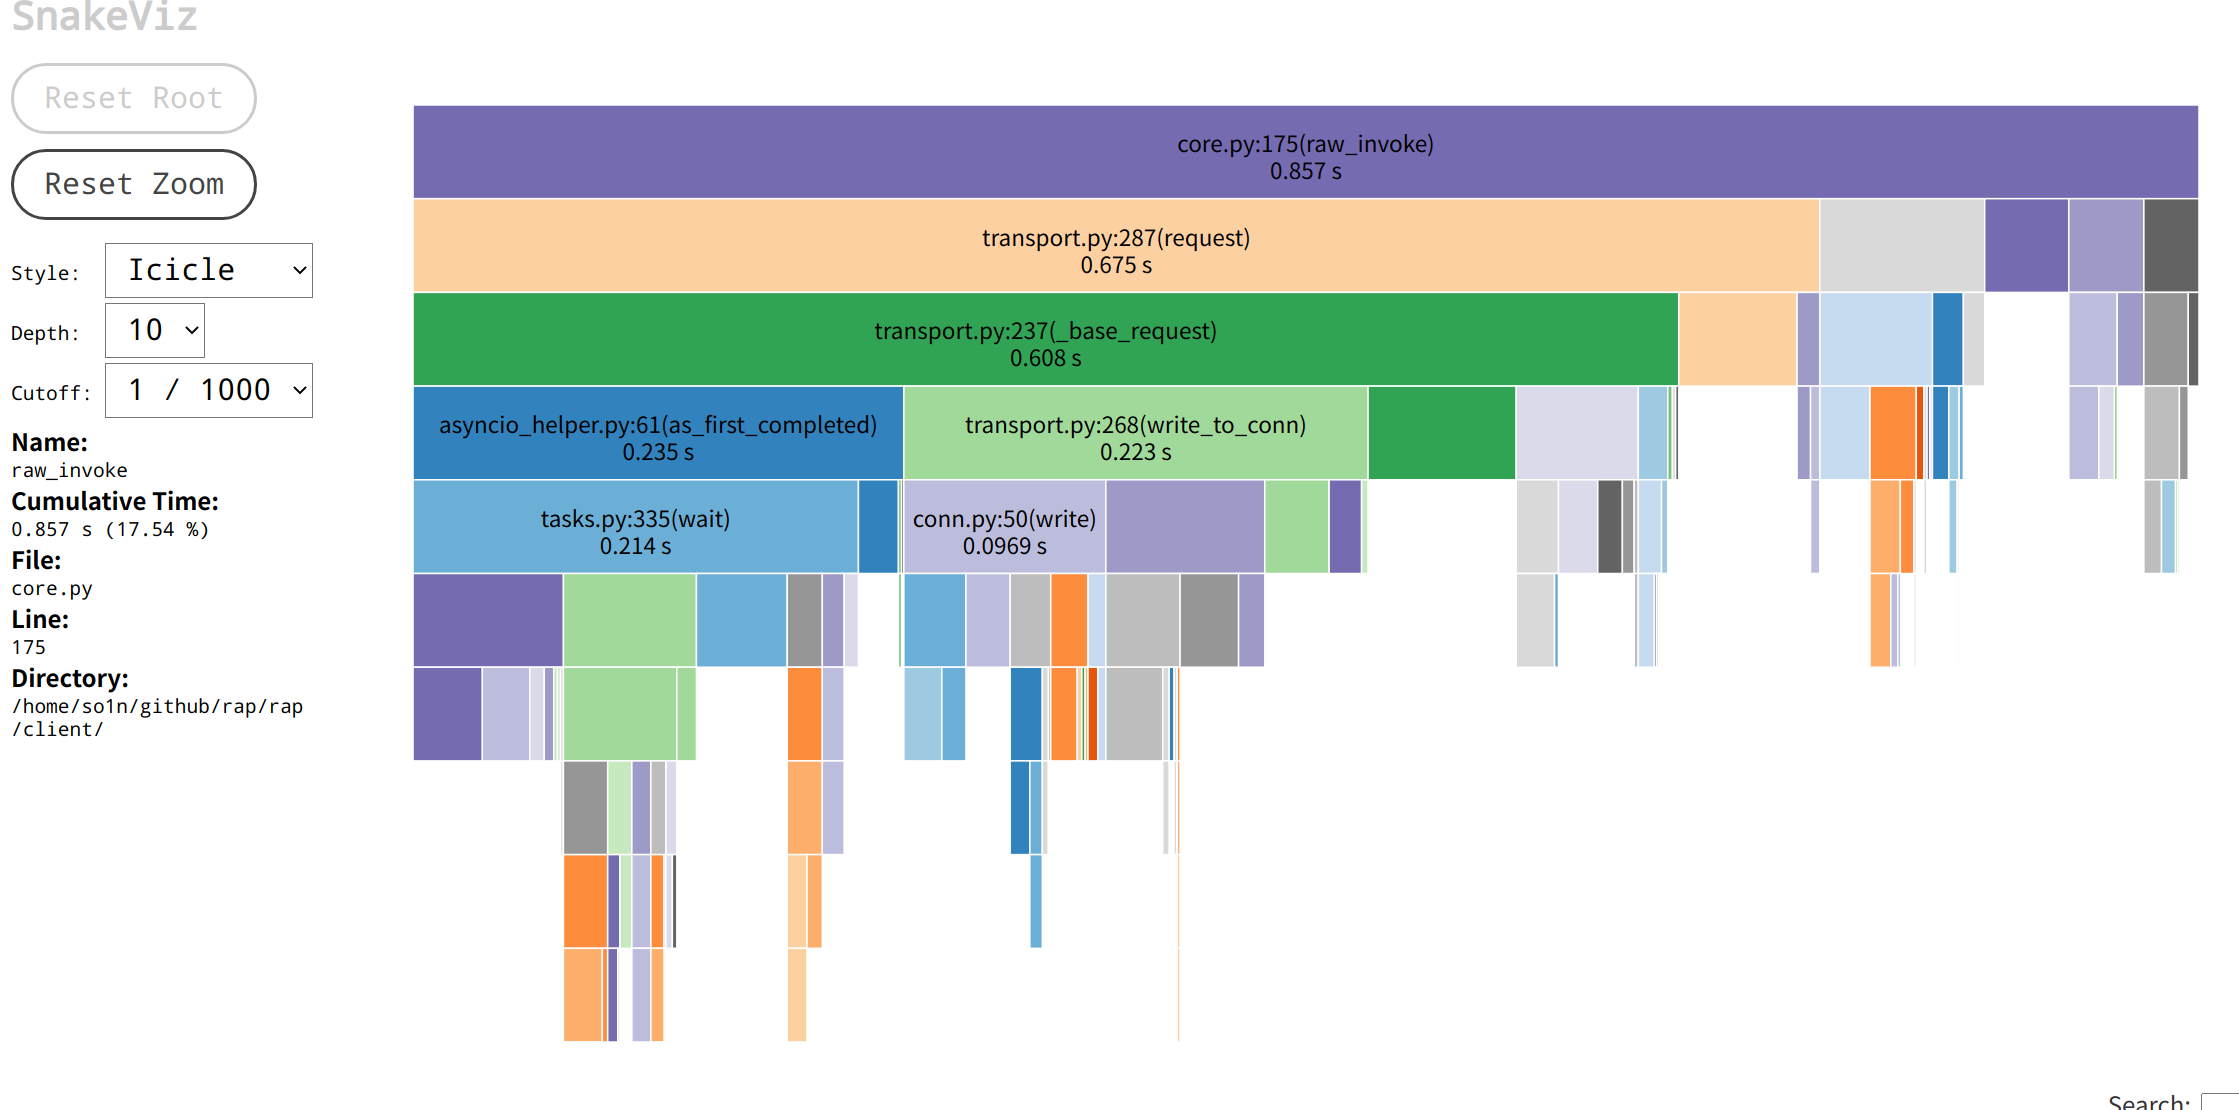 SnakeViz
Reset Root
Reset Zoom
Style: Icicle
Depth: 10
Cutoff: 1 / 1000
Name:
raw_invoke
Cumulative Time:
0.857 s (17.54 %)
File:
core.py
Line:
175
Directory:
/home/so1n/github/rap/rap
/client/
core.py:175(raw_invoke)
0.857 s
transport.py:287(request)
0.675 s
transport.py:237(_base_request)
0.608 s
asyncio_helper.py:61(as_first_completed)
0.235 s
transport.py:268(write_to_conn)
0.223 s
tasks.py:335(wait)
0.214 s
conn.py:50(write)
0.0969 s
Search: